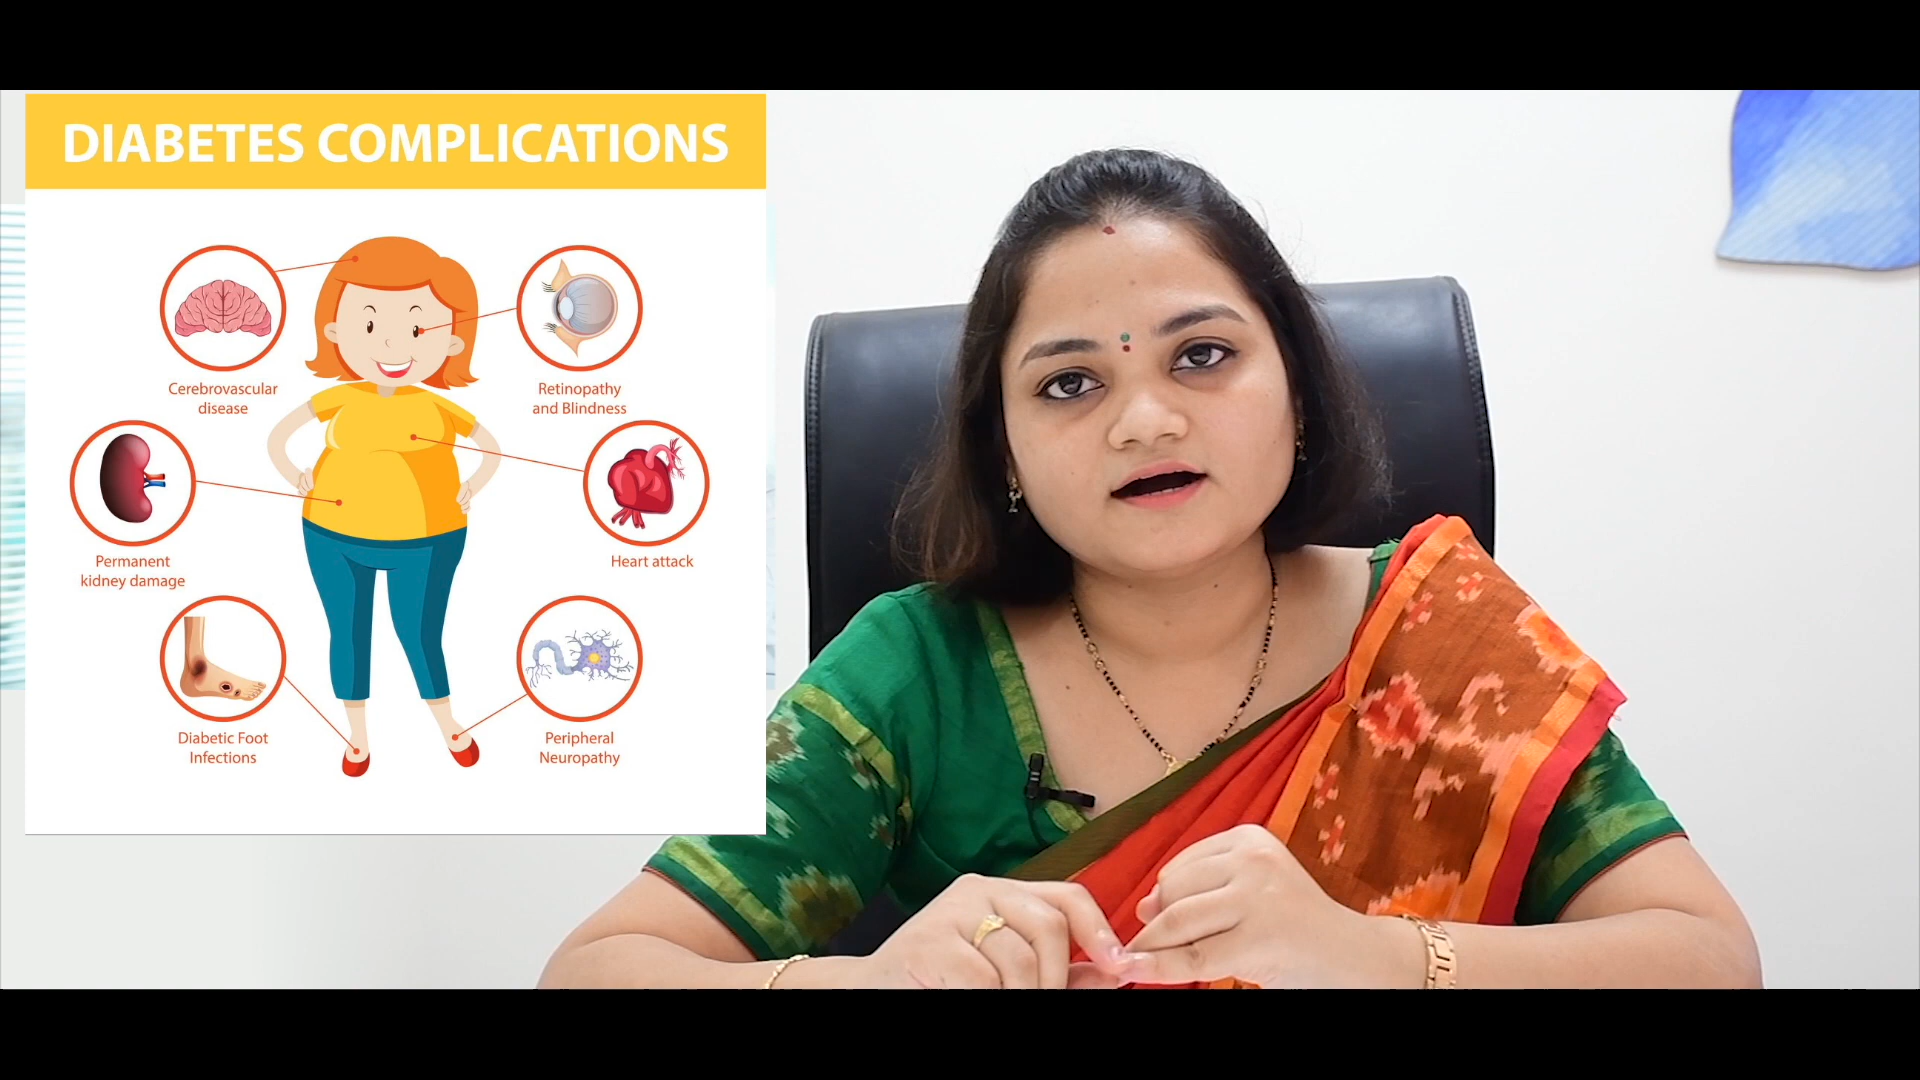 DIABETES COMPLICATIONS
Cerebrovascular
disease
Retinopathy
and Blindness
Permanent
kidney damage
Heart attack
Diabetic Foot
Infections
Peripheral
Neuropathy